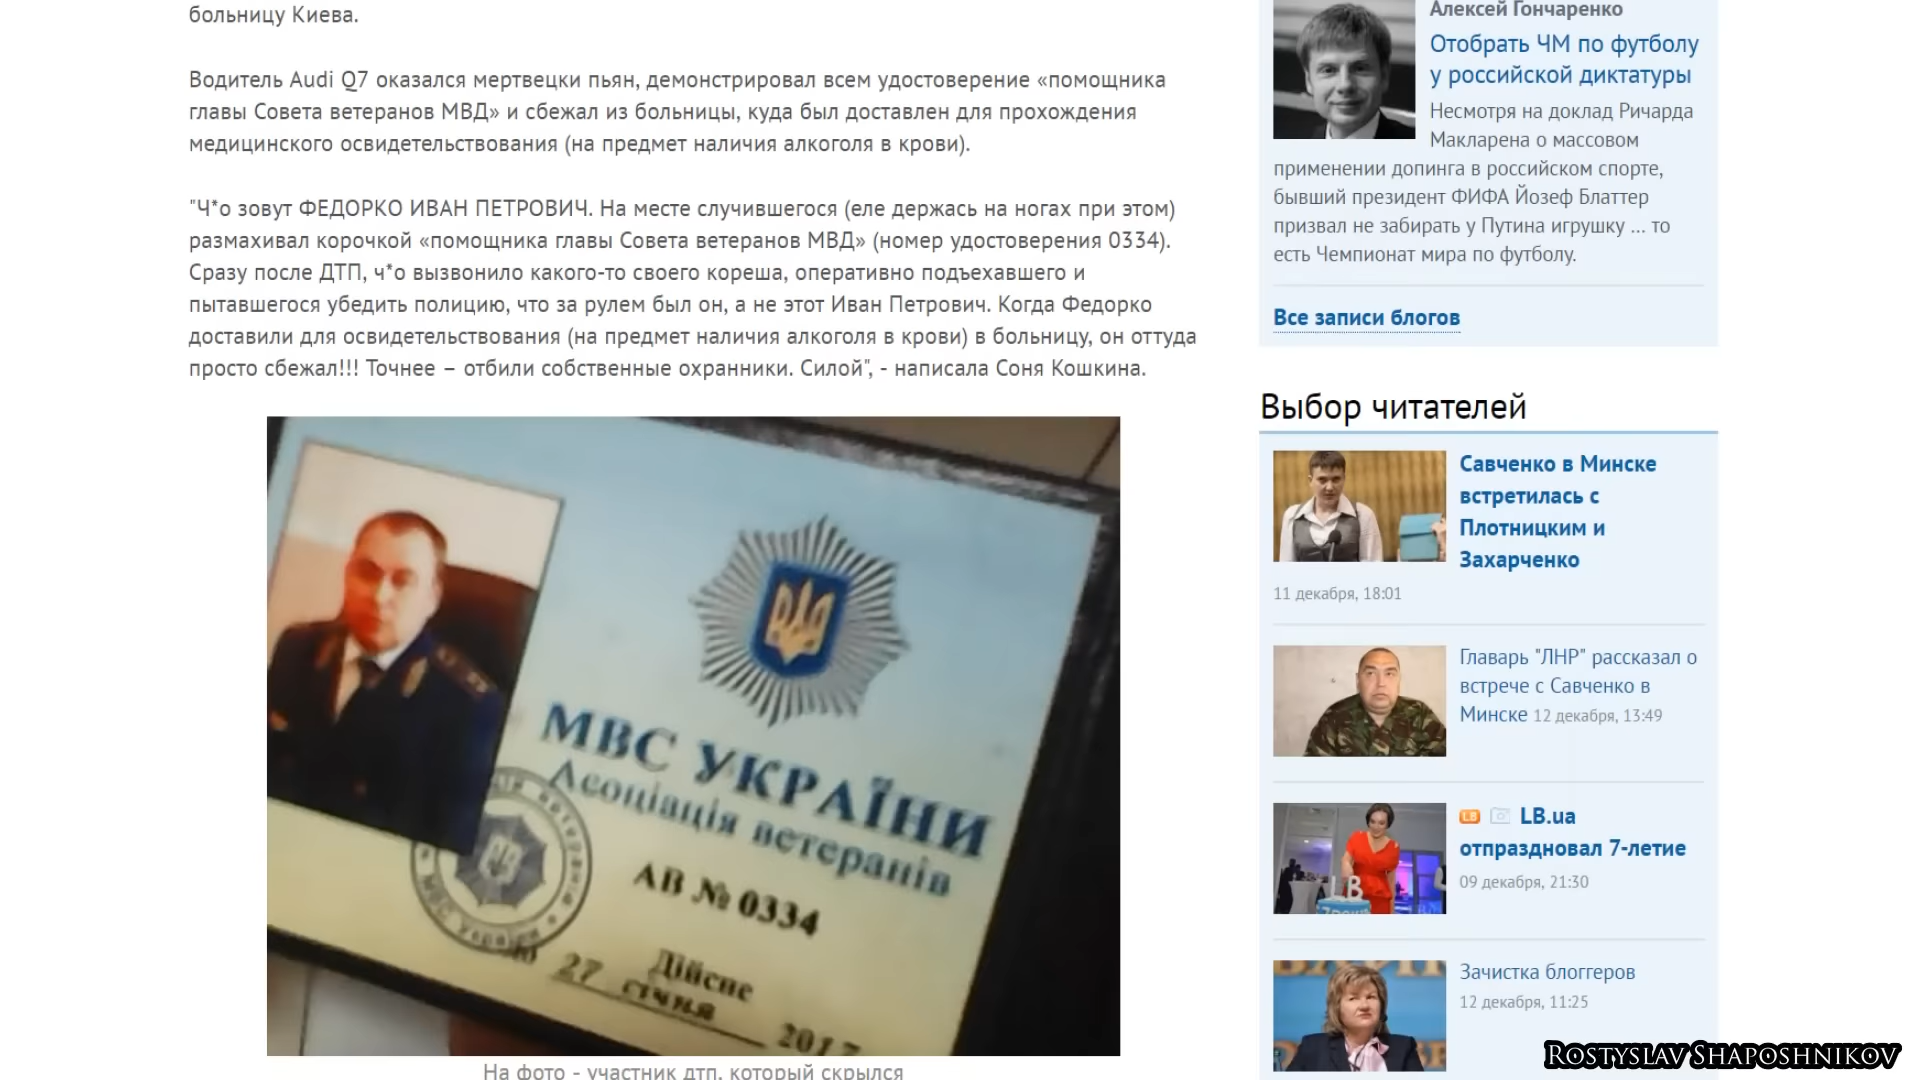 больницу Киева.
Водитель Audi Q7 оказался мертвецки пьян, демонстрировал всем удостоверение «помощника
главы Совета ветеранов МВД» и сбежал из больницы, куда был доставлен для прохождения
медицинского освидетельствования (на предмет наличия алкоголя в крови).
"Ч*о зовут ФЕДОРКО ИВАН ПЕТРОВИЧ. На месте случившегося (еле держась на ногах при этом)
размахивал корочкой «помощника главы Совета ветеранов МВД» (номер удостоверения 0334).
Сразу после ДТП, ч*о вызвонило какого-то своего кореша, оперативно подъехавшего и
пытавшегося убедить полицию, что за рулем был он, а не этот Иван Петрович. Когда Федорко
доставили для освидетельствования (на предмет наличия алкоголя в крови) в больницу, он оттуда
просто сбежал!!! Точнее – отбили собственные охранники. Силой", - написала Соня Кошкина.
МВС УКРАЇНИ
Асоціація ветеранів
АВ № 0334
Дійсне
до 27 січня 2017
МВС України
На фото - участник дтп, который скрылся
Алексей Гончаренко
Отобрать ЧМ по футболу
у российской диктатуры
Несмотря на доклад Ричарда
Макларена о массовом
применении допинга в российском спорте,
бывший президент ФИФА Йозеф Блаттер
призвал не забирать у Путина игрушку ... то
есть Чемпионат мира по футболу.
Все записи блогов
Выбор читателей
Савченко в Минске
встретилась с
Плотницким и
Захарченко
11 декабря, 18:01
Главарь "ЛНР" рассказал о
встрече с Савченко в
Минске 12 декабря, 13:49
LB LB.ua
отпраздновал 7-летие
09 декабря, 21:30
Зачистка блоггеров
12 декабря, 11:25
Rostyslav Shaposhnikov